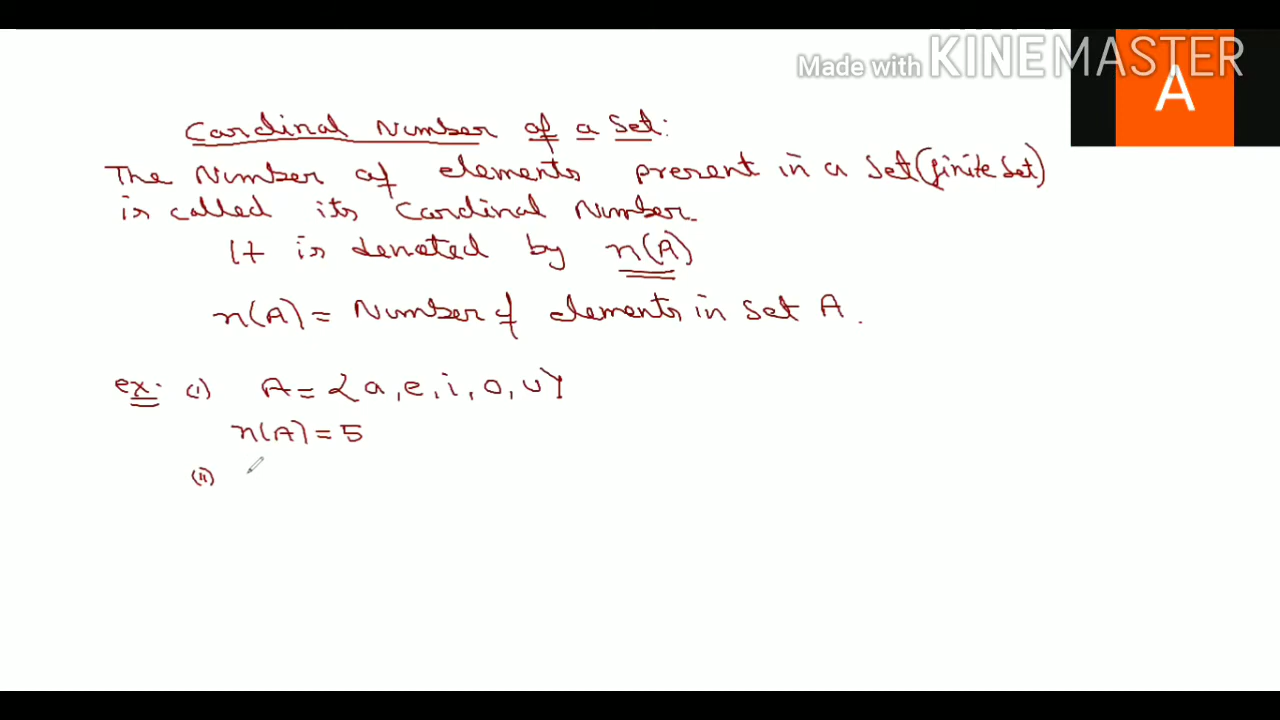 Made with KINEMASTER
A
Cardinal Number of a Set:
The Number of elements present in a Set (finite Set)
is called its Cardinal Number.
It is denoted by n(A)
n(A) = Number of elements in set A.
ex: (i) A = {a, e, i, o, u}
n(A) = 5
(ii)